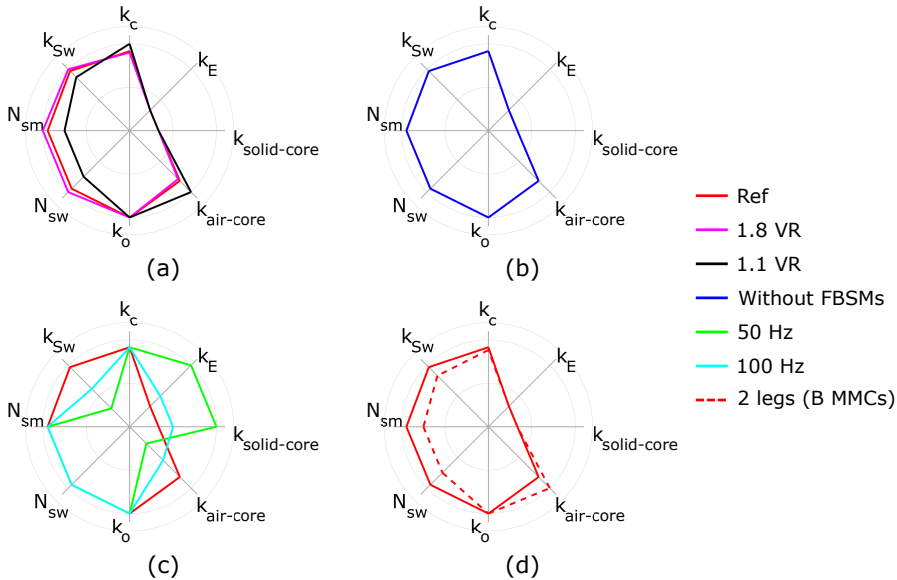 k_c
k_Sw
k_E
N_sm
k_solid-core
N_sw
k_air-core
k_o
(a)
k_c
k_Sw
k_E
N_sm
k_solid-core
N_sw
k_air-core
k_o
(b)
k_c
k_Sw
k_E
N_sm
k_solid-core
N_sw
k_air-core
k_o
(c)
k_c
k_Sw
k_E
N_sm
k_solid-core
N_sw
k_air-core
k_o
(d)
Ref
1.8 VR
1.1 VR
Without FBSMs
50 Hz
100 Hz
2 legs (B MMCs)